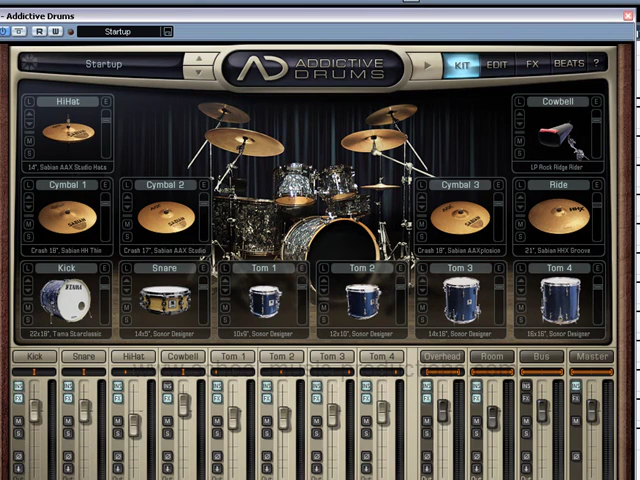 - Addictive Drums
R W Startup
Startup
ADDICTIVE DRUMS
KIT EDIT FX BEATS ?
HiHat
14", Sabian AAX Studio Hats
Cowbell
LP Rock Ridge Rider
Cymbal 1
Crash 16", Sabian HH Thin
Cymbal 2
Crash 17", Sabian AAX Studio
Cymbal 3
Crash 18", Sabian AAXplosion
Ride
21", Sabian HHX Groove
Kick
TAMA
22x18", Tama Starclassic
Snare
14x5", Sonor Designer
Tom 1
10x9", Sonor Designer
Tom 2
12x10", Sonor Designer
Tom 3
14x16", Sonor Designer
Tom 4
16x16", Sonor Designer
Kick Snare HiHat Cowbell Tom 1 Tom 2 Tom 3 Tom 4 Overhead Room Bus Master